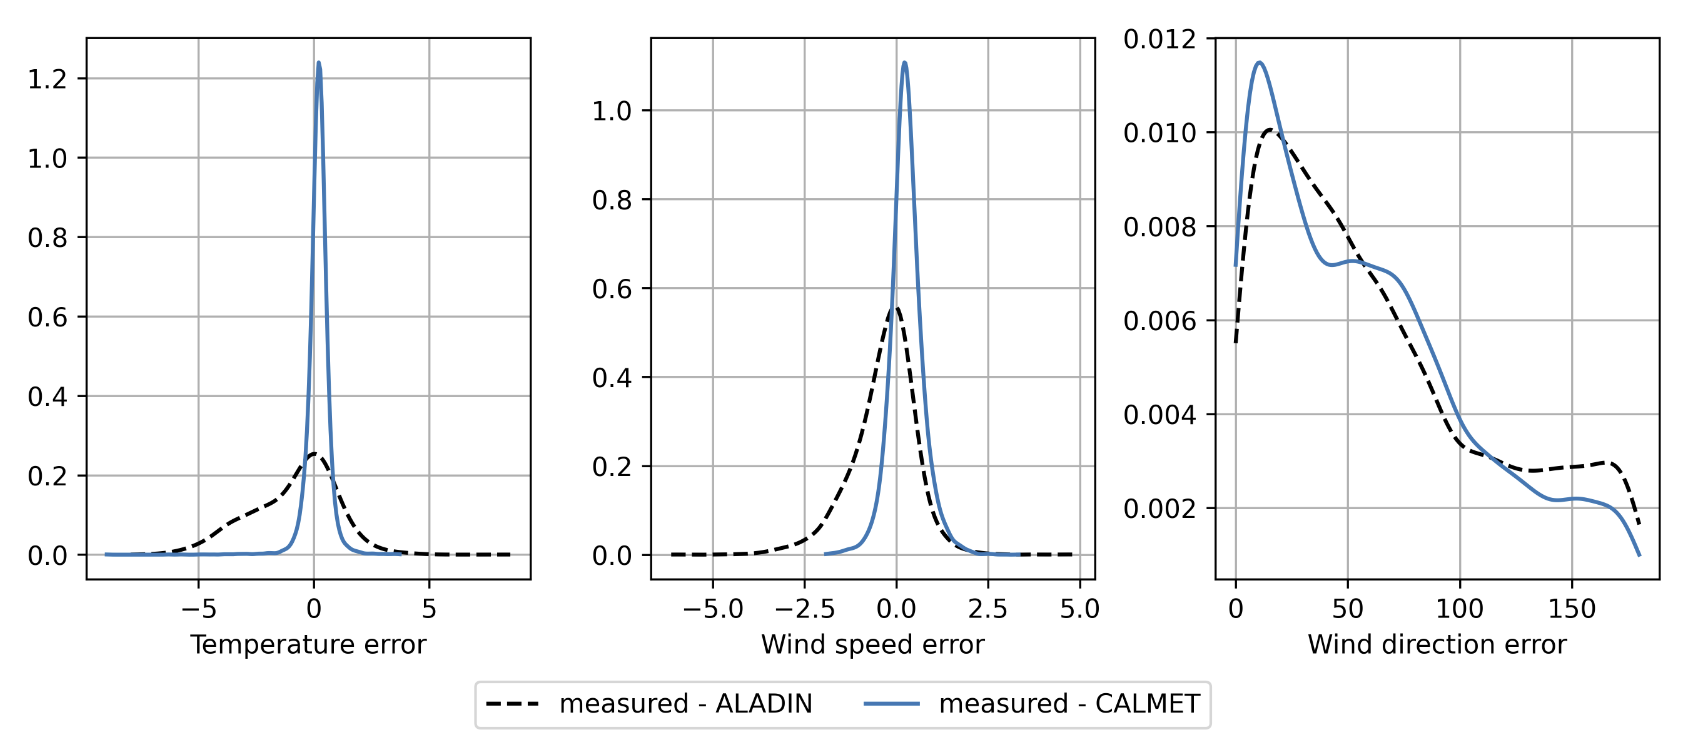 1.2
1.0
0.8
0.6
0.4
0.2
0.0
−5 0 5
Temperature error
1.0
0.8
0.6
0.4
0.2
0.0
−5.0 −2.5 0.0 2.5 5.0
Wind speed error
0.012
0.010
0.008
0.006
0.004
0.002
0 50 100 150
Wind direction error
measured - ALADIN measured - CALMET